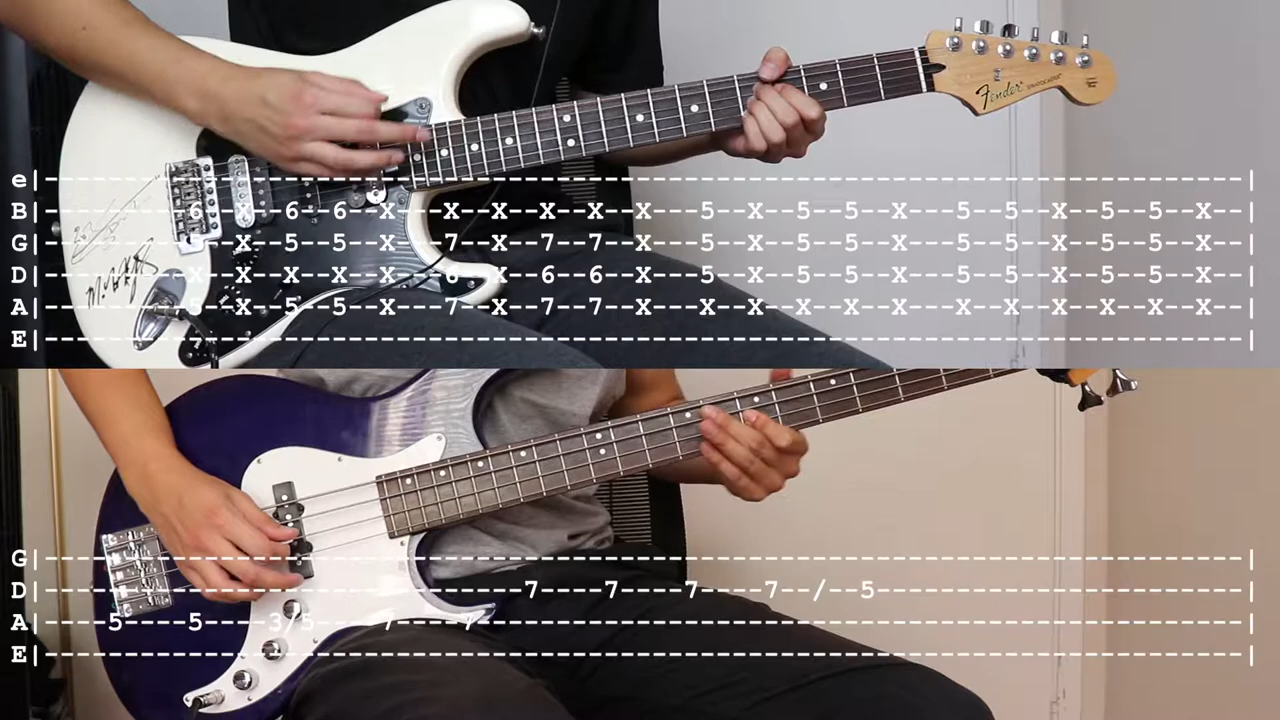 Fender
e|---------------------------------------------------------------------------|
B|---------6--X--6--6--X---X--X--X--X--X---5--X--5--5--X---5--5--X--5--5--X--|
G|---------5--X--5--5--X---7--X--7--7--X---5--X--5--5--X---5--5--X--5--5--X--|
D|---------X--X--X--X--X---6--X--6--6--X---5--X--5--5--X---5--5--X--5--5--X--|
A|---------5--X--5--5--X---7--X--7--7--X---X--X--X--X--X---X--X--X--X--X--X--|
E|---------------------------------------------------------------------------|
G|---------------------------------------------------------------------------|
D|------------------------------7----7----7----7--/--5-----------------------|
A|----5----5----3/5----7----7------------------------------------------------|
E|---------------------------------------------------------------------------|